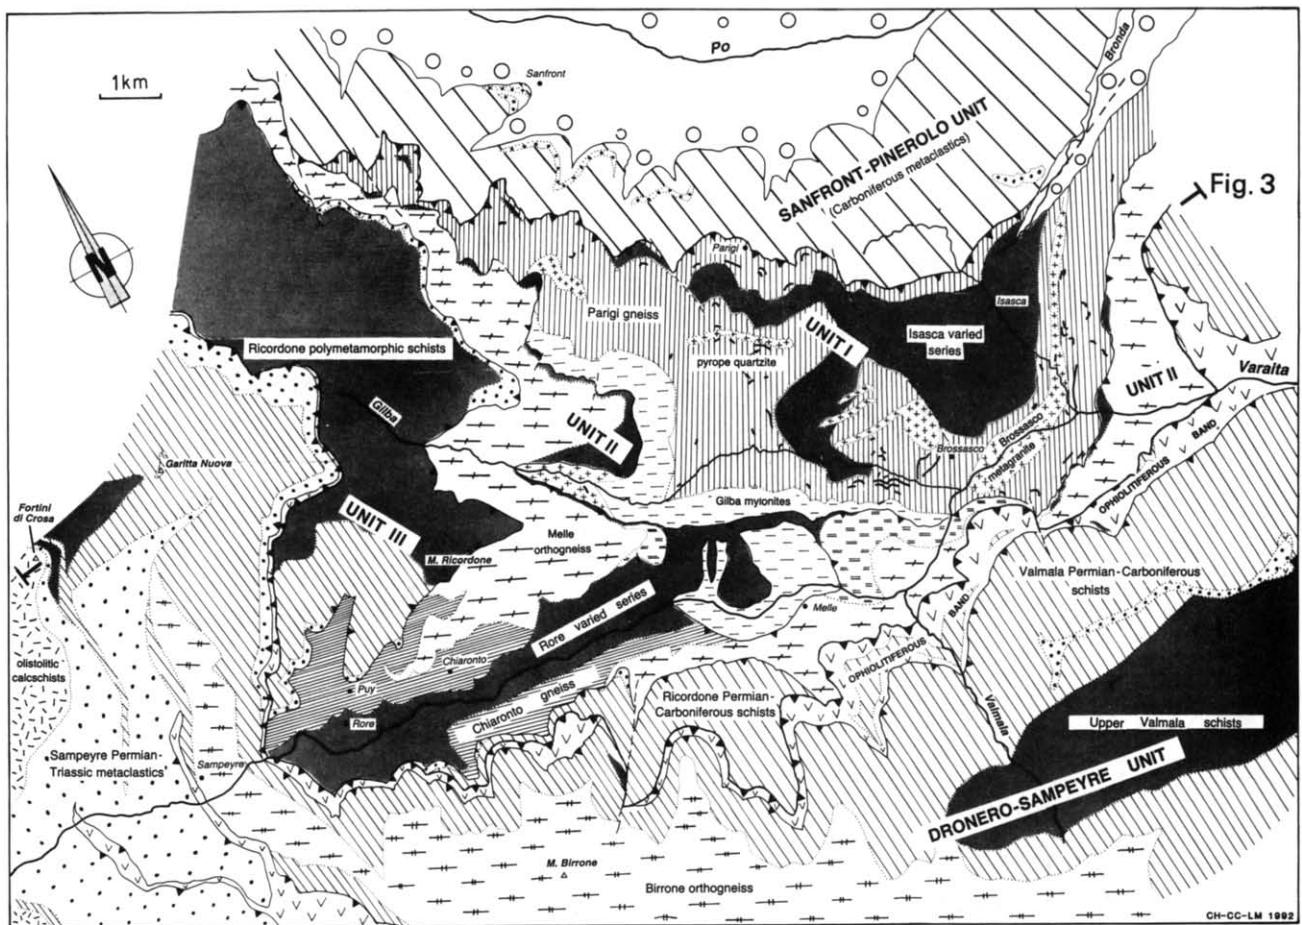 Po
Bronda
1km
Sanfront
SANFRONT-PINEROLO UNIT
(Carboniferous metaclastics)
Fig. 3
N
Parigi
Isasca
Parigi gneiss
Ricordone polymetamorphic schists
UNIT I
Isasca varied
series
pyrope quartzite
Varaita
UNIT II
Gilba
UNIT II
Brossasco
Brossasco
metagranite
OPHIOLITIFEROUS BAND
Garitta Nuova
Fortini
di Crosa
Gilba mylonites
UNIT III
Melle
orthogneiss
M. Ricordone
Valmala Permian-Carboniferous
schists
Rore varied series
Melle
BAND
OPHIOLITIFEROUS
Chiaronto
olistolitic
calcschists
Puy
Chiaronto gneiss
Ricordone Permian-
Carboniferous schists
Valmala
Rore
Upper Valmala schists
Sampeyre Permian-
Triassic metaclastics
Sampeyre
DRONERO-SAMPEYRE UNIT
M. Birrone
Birrone orthogneiss
CH-CC-LM 1992